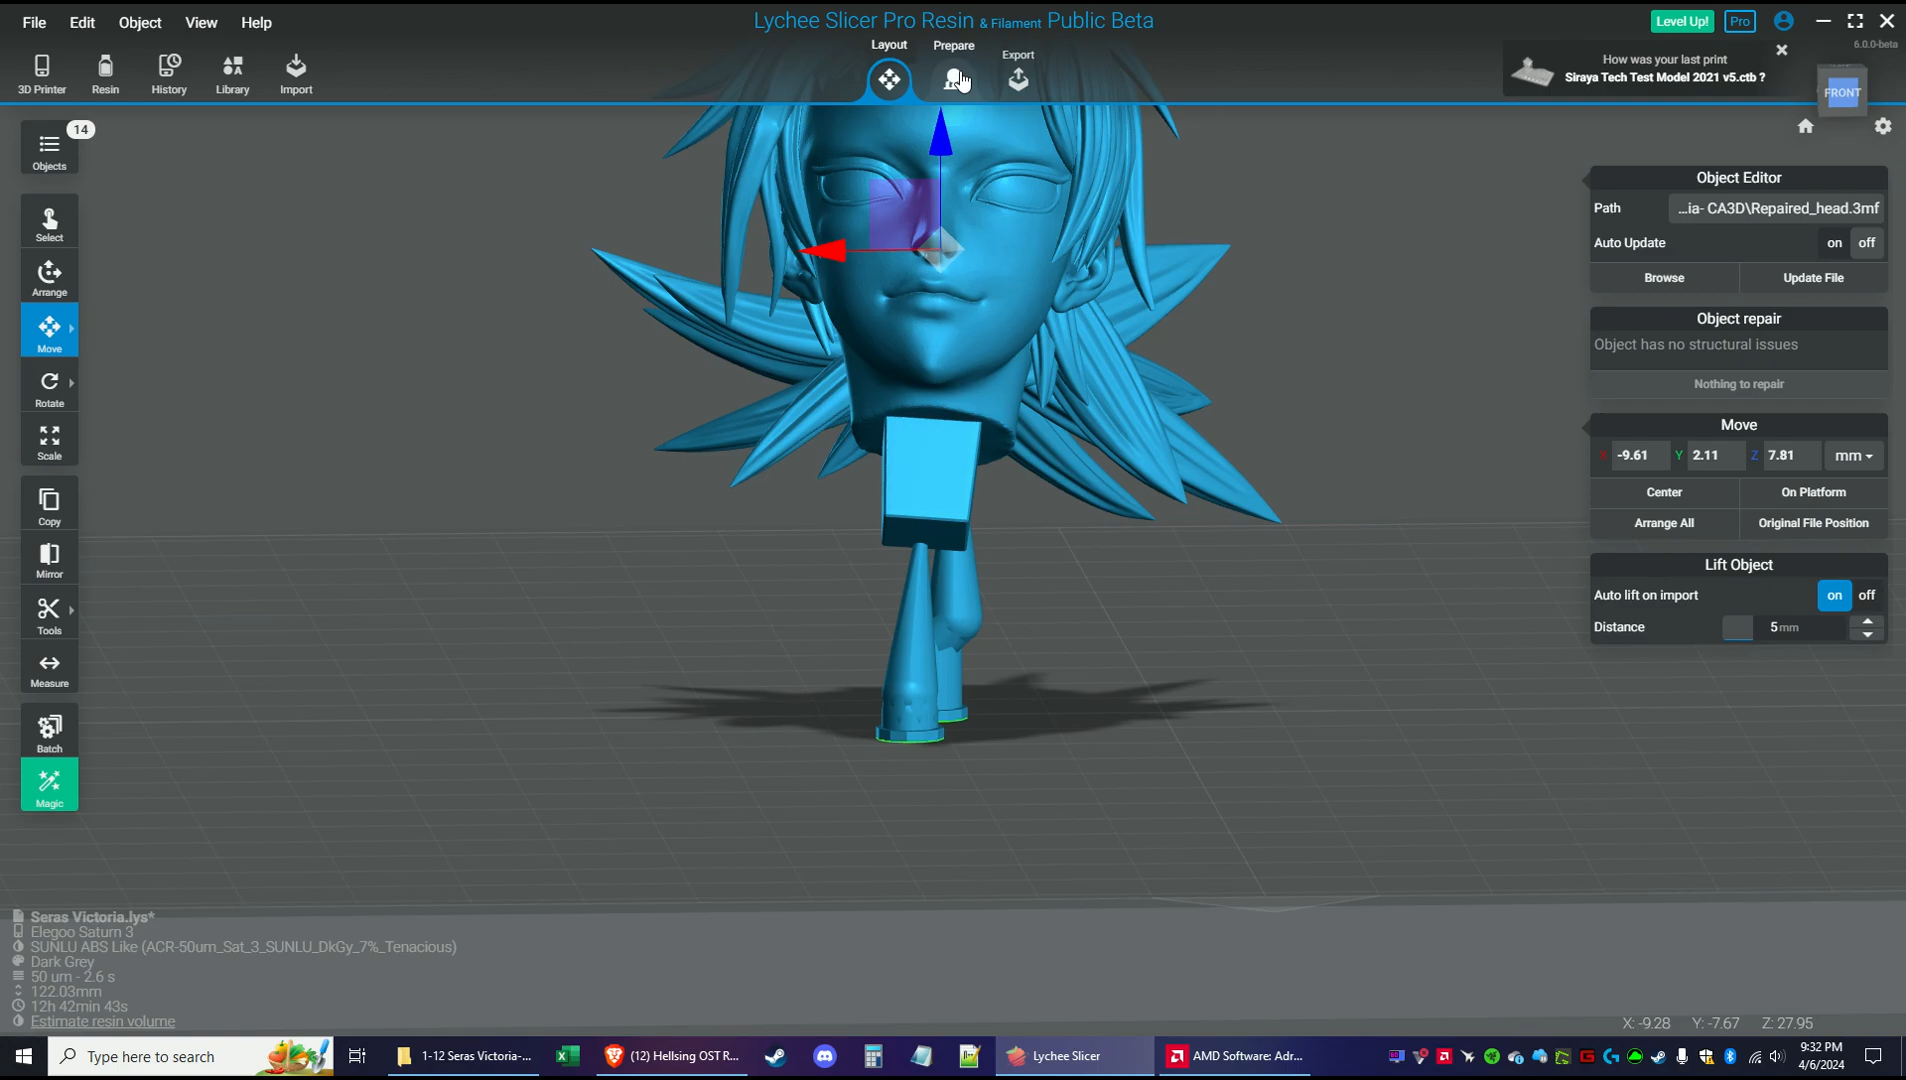 File Edit Object View Help
Lychee Slicer Pro Resin & Filament Public Beta
Level Up! Pro
6.0.0-beta
3D Printer Resin History Library Import
Layout Prepare Export
How was your last print
Siraya Tech Test Model 2021 v5.ctb ?
FRONT
14
Objects
Select
Arrange
Move
Rotate
Scale
Copy
Mirror
Tools
Measure
Batch
Magic
Object Editor
Path ...ia- CA3D\Repaired_head.3mf
Auto Update on off
Browse Update File
Object repair
Object has no structural issues
Nothing to repair
Move
X -9.61 Y 2.11 Z 7.81 mm
Center On Platform
Arrange All Original File Position
Lift Object
Auto lift on import on off
Distance 5 mm
Seras Victoria.lys*
Elegoo Saturn 3
SUNLU ABS Like (ACR-50um_Sat_3_SUNLU_DkGy_7%_Tenacious)
Dark Grey
50 um - 2.6 s
122.03mm
12h 42min 43s
Estimate resin volume
X: -9.28 Y: -7.67 Z: 27.95
Type here to search
1-12 Seras Victoria-...
(12) Hellsing OST R...
Lychee Slicer
AMD Software: Adr...
9:32 PM
4/6/2024